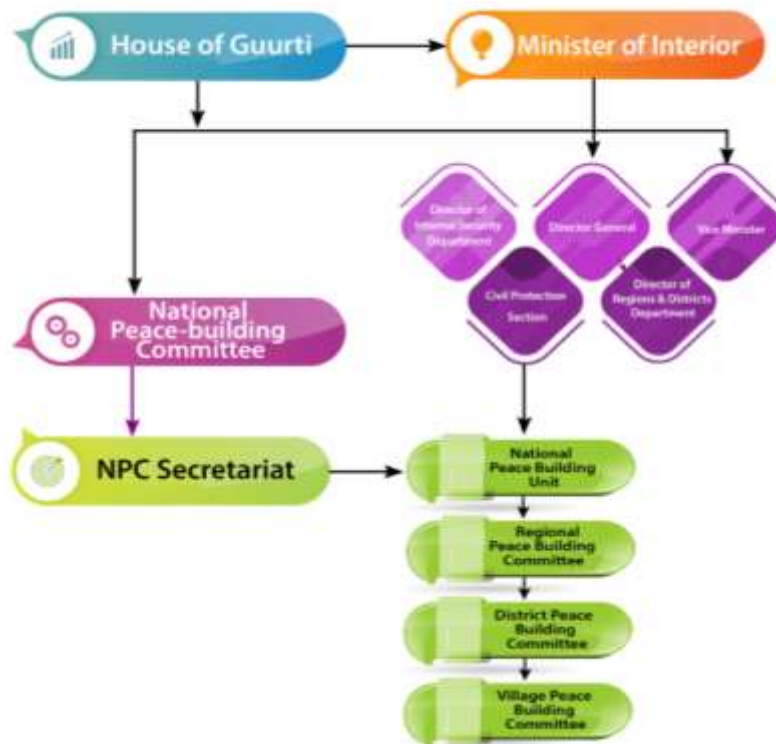 House of Guurti
Minister of Interior
Director of
Internal Security
Department
Director General
Vice Minister
Civil Protection
Section
Director of
Regions & Districts
Department
National
Peace-building
Committee
NPC Secretariat
National
Peace Building
Unit
Regional
Peace Building
Committee
District Peace
Building
Committee
Village Peace
Building
Committee